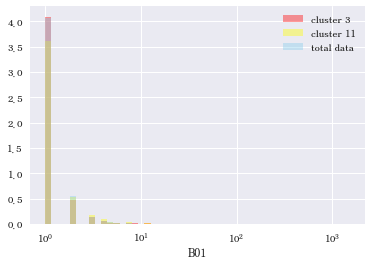 cluster 3
cluster 11
total data
4, 0
3, 5
3, 0
2, 5
2, 0
1, 5
1, 0
0, 5
0, 0
10⁰ 10¹ 10² 10³
B01